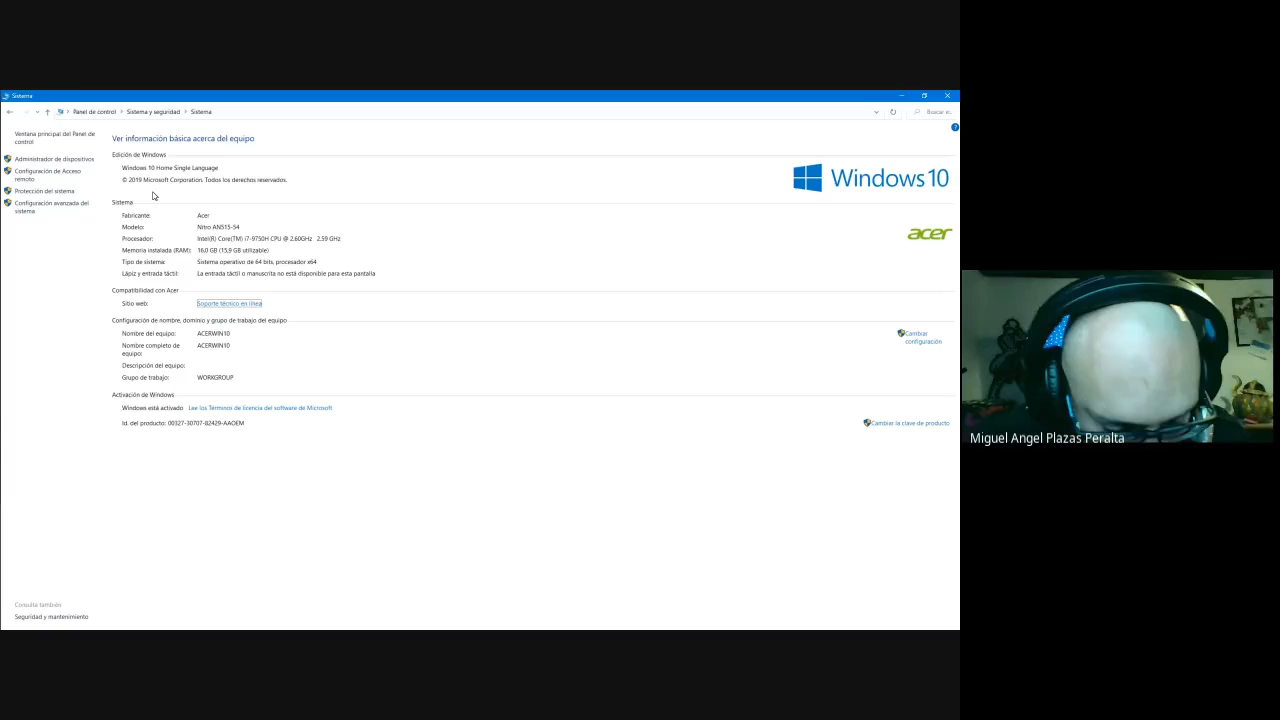 Sistema
Panel de control > Sistema y seguridad > Sistema
Buscar e...
Ventana principal del Panel de
control
Administrador de dispositivos
Configuración de Acceso
remoto
Protección del sistema
Configuración avanzada del
sistema
Consulta también
Seguridad y mantenimiento
Ver información básica acerca del equipo
Edición de Windows
Windows 10 Home Single Language
© 2019 Microsoft Corporation. Todos los derechos reservados.
Windows 10
Sistema
Fabricante: Acer
Modelo: Nitro AN515-54
Procesador: Intel(R) Core(TM) i7-9750H CPU @ 2.60GHz 2.59 GHz
Memoria instalada (RAM): 16,0 GB (15,9 GB utilizable)
Tipo de sistema: Sistema operativo de 64 bits, procesador x64
Lápiz y entrada táctil: La entrada táctil o manuscrita no está disponible para esta pantalla
acer
Compatibilidad con Acer
Sitio web: Soporte técnico en línea
Configuración de nombre, dominio y grupo de trabajo del equipo
Nombre del equipo: ACERWIN10
Nombre completo de
equipo: ACERWIN10
Descripción del equipo:
Grupo de trabajo: WORKGROUP
Cambiar
configuración
Activación de Windows
Windows está activado Lee los Términos de licencia del software de Microsoft
Id. del producto: 00327-30707-82429-AAOEM
Cambiar la clave de producto
Miguel Angel Plazas Peralta